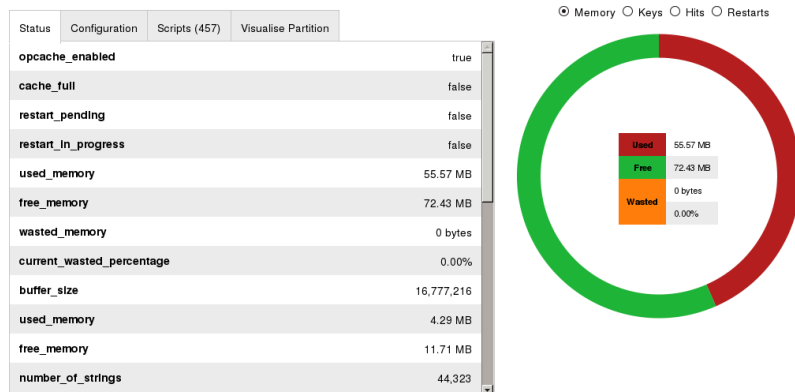 Status Configuration Scripts (457) Visualise Partition
opcache_enabled true
cache_full false
restart_pending false
restart_in_progress false
used_memory 55.57 MB
free_memory 72.43 MB
wasted_memory 0 bytes
current_wasted_percentage 0.00%
buffer_size 16,777,216
used_memory 4.29 MB
free_memory 11.71 MB
number_of_strings 44,323
Memory Keys Hits Restarts
Used 55.57 MB
Free 72.43 MB
Wasted 0 bytes
0.00%